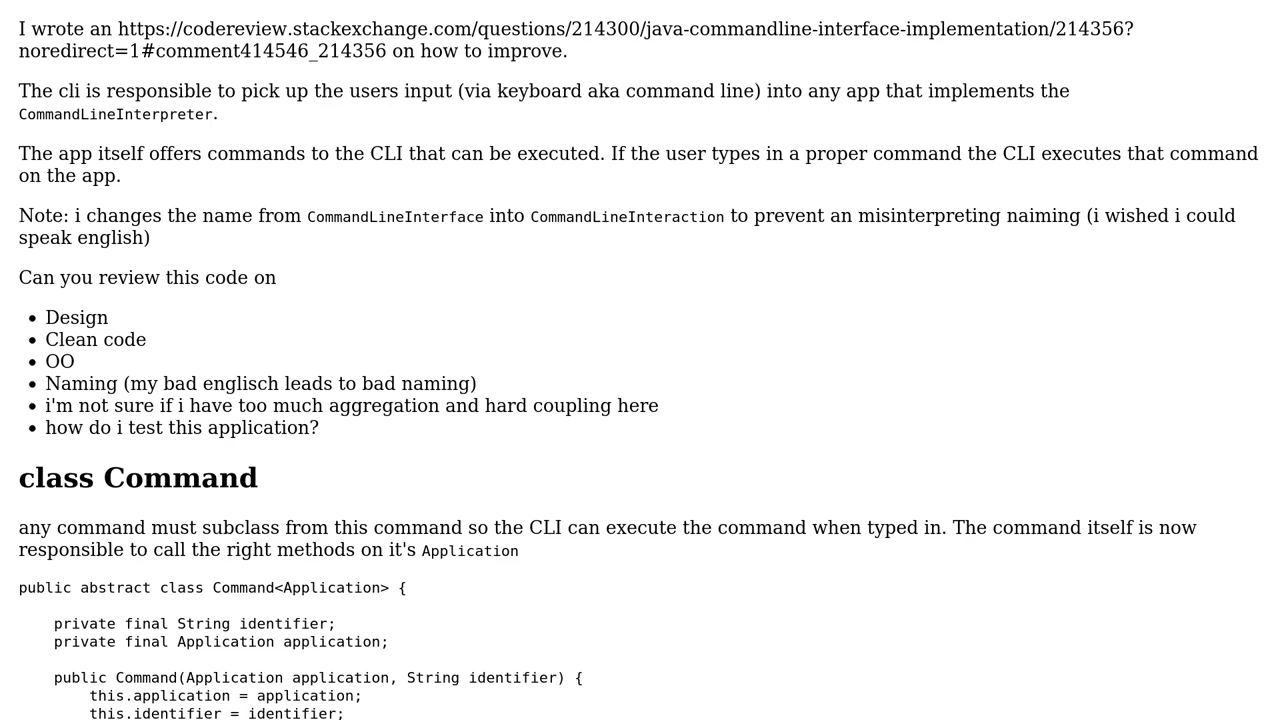 I wrote an https://codereview.stackexchange.com/questions/214300/java-commandline-interface-implementation/214356?
noredirect=1#comment414546_214356 on how to improve.
The cli is responsible to pick up the users input (via keyboard aka command line) into any app that implements the
CommandLineInterpreter.
The app itself offers commands to the CLI that can be executed. If the user types in a proper command the CLI executes that command
on the app.
Note: i changes the name from CommandLineInterface into CommandLineInteraction to prevent an misinterpreting naiming (i wished i could
speak english)
Can you review this code on
• Design
• Clean code
• OO
• Naming (my bad englisch leads to bad naming)
• i'm not sure if i have too much aggregation and hard coupling here
• how do i test this application?
class Command
any command must subclass from this command so the CLI can execute the command when typed in. The command itself is now
responsible to call the right methods on it's Application
public abstract class Command<Application> {
    private final String identifier;
    private final Application application;
    public Command(Application application, String identifier) {
        this.application = application;
        this.identifier = identifier;